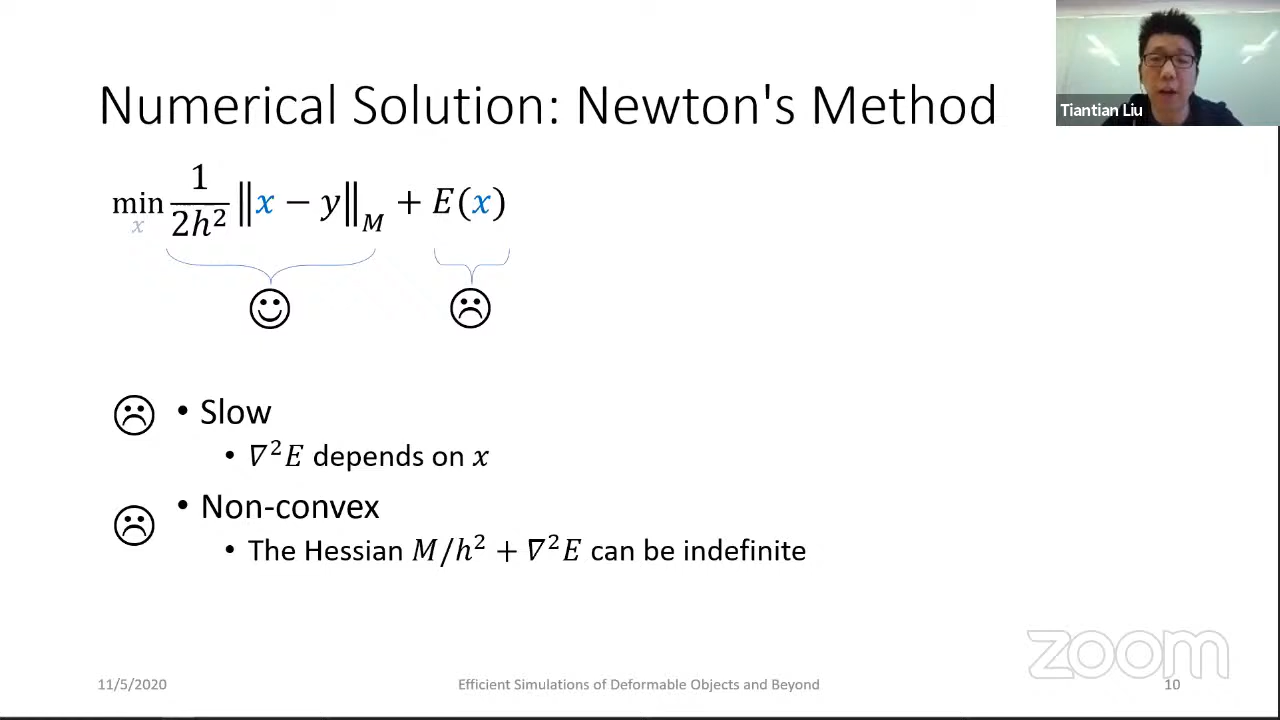 Tiantian Liu
Numerical Solution: Newton's Method
min_x 1/2h² ‖x − y‖_M + E(x)
• Slow
• ∇²E depends on x
• Non-convex
• The Hessian M/h² + ∇²E can be indefinite
zoom
11/5/2020 Efficient Simulations of Deformable Objects and Beyond 10